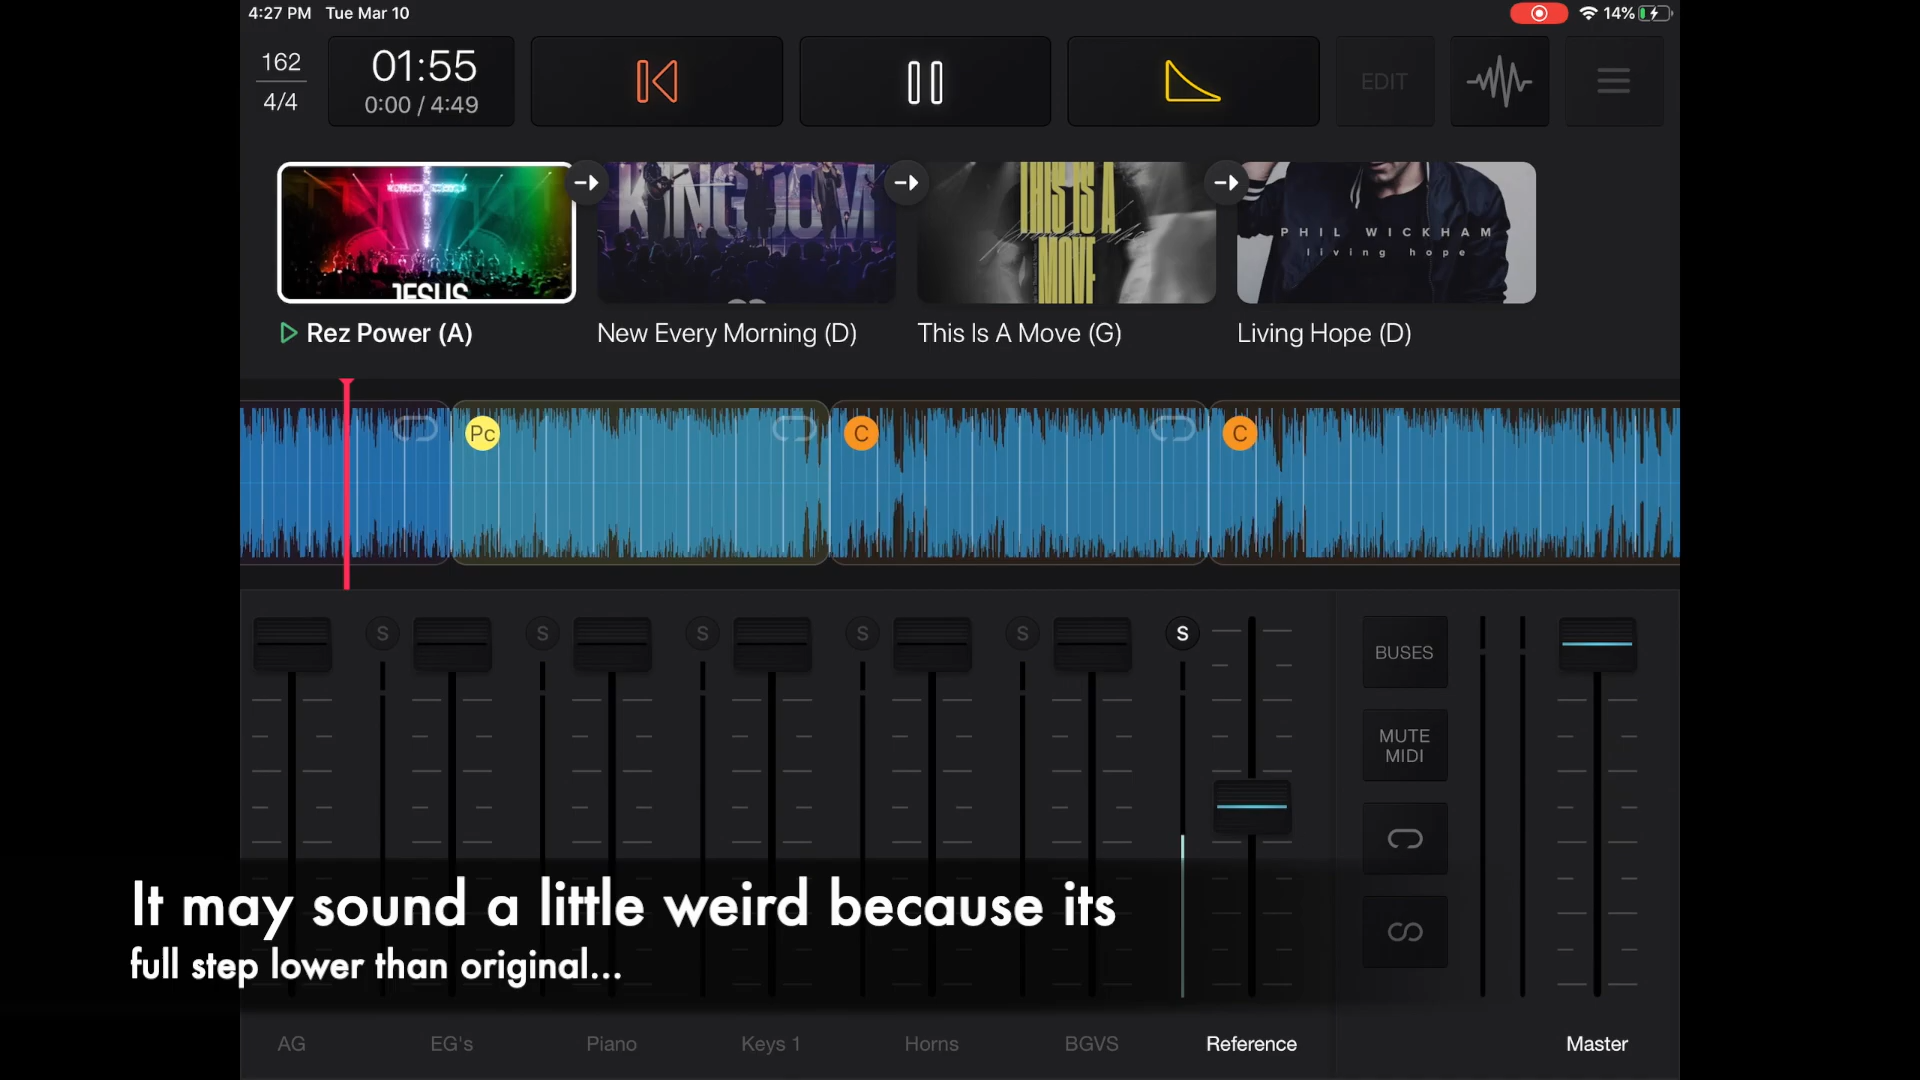 4:27 PM Tue Mar 10
14%
162
4/4
01:55
0:00 / 4:49
EDIT
JESUS
KINGDOM
THIS IS A
MOVE
PHIL WICKHAM
living hope
Rez Power (A)
New Every Morning (D)
This Is A Move (G)
Living Hope (D)
Pc
C
C
S
S
S
S
S
S
BUSES
MUTE
MIDI
It may sound a little weird because its
full step lower than original...
AG
EG's
Piano
Keys 1
Horns
BGVS
Reference
Master